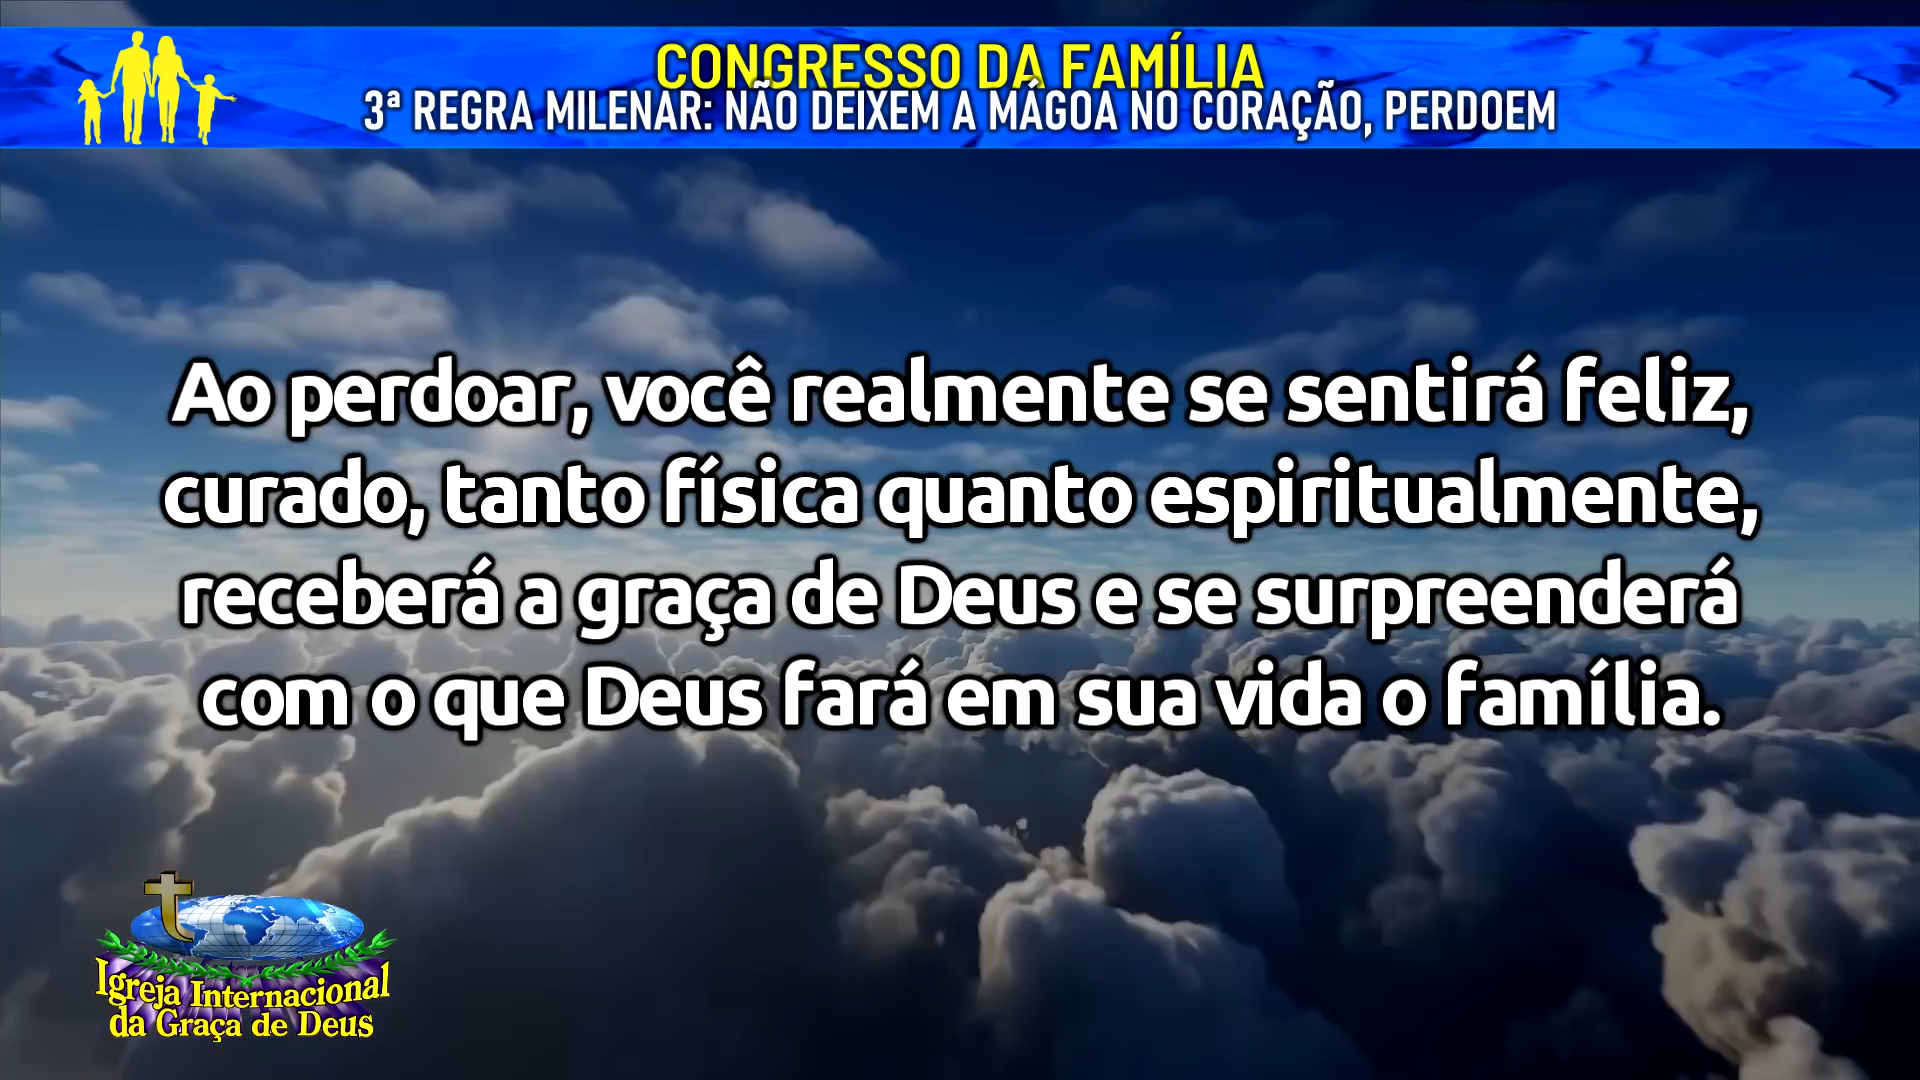 CONGRESSO DA FAMÍLIA
3ª REGRA MILENAR: NÃO DEIXEM A MÁGOA NO CORAÇÃO, PERDOEM
Ao perdoar, você realmente se sentirá feliz,
curado, tanto física quanto espiritualmente,
receberá a graça de Deus e se surpreenderá
com o que Deus fará em sua vida o família.
Igreja Internacional
da Graça de Deus